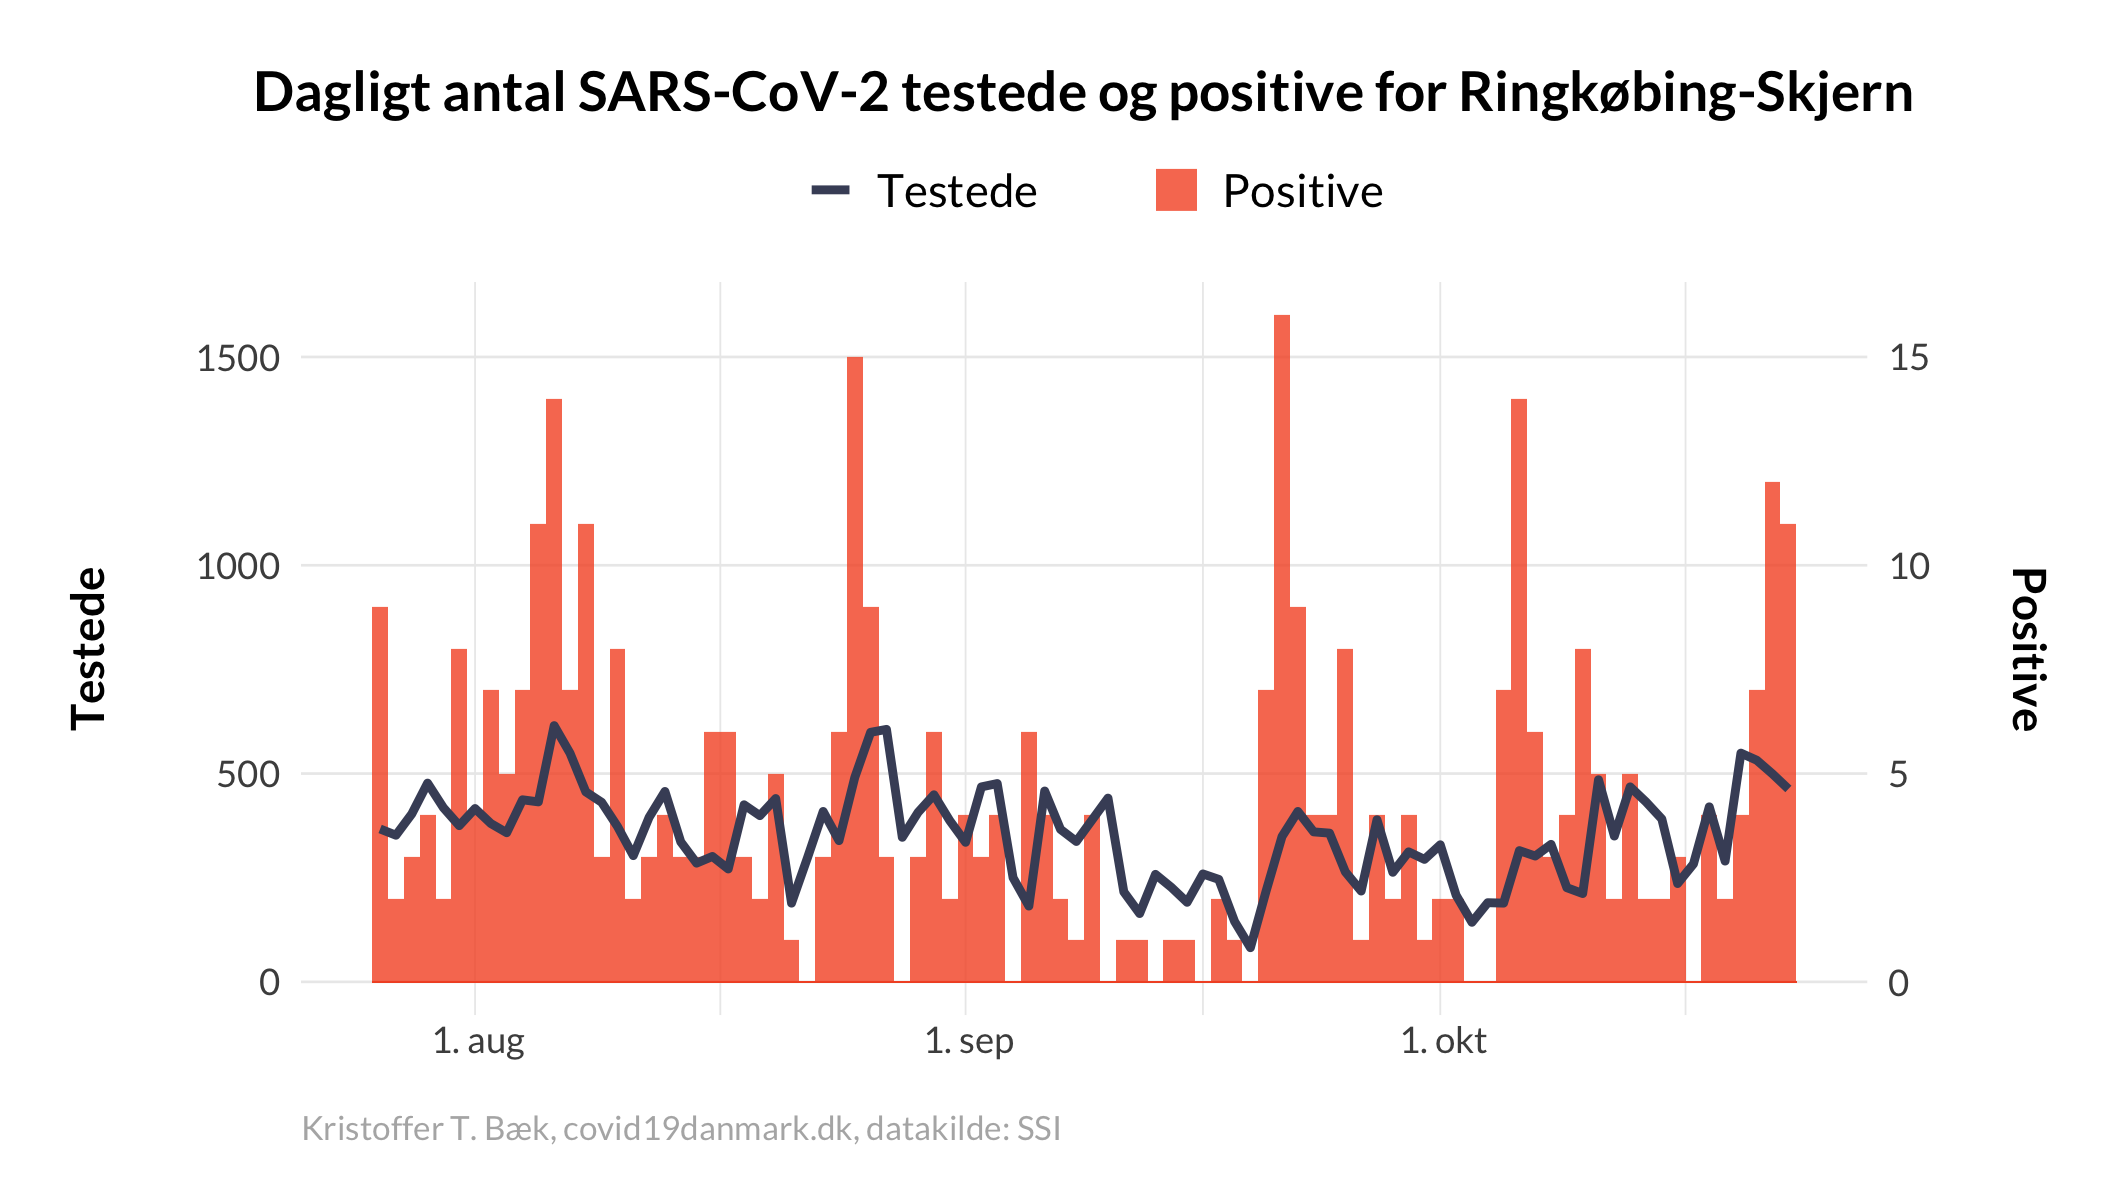 Dagligt antal SARS-CoV-2 testede og positive for Ringkøbing-Skjern
Testede Positive
1500 15
1000 10
Testede Positive
500 5
0 0
1. aug 1. sep 1. okt
Kristoffer T. Bæk, covid19danmark.dk, datakilde: SSI